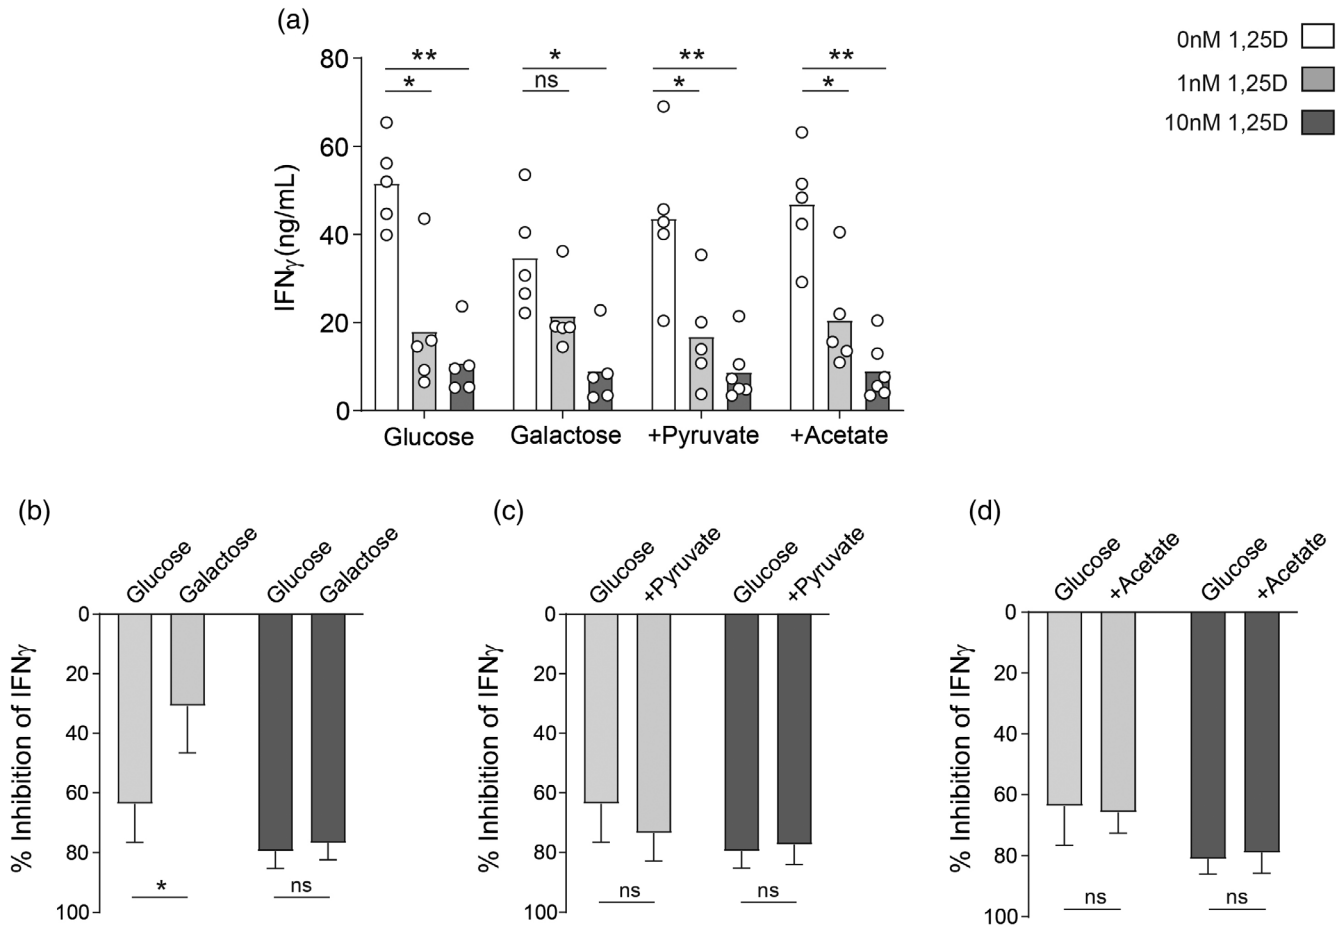 (a)
0nM 1,25D
1nM 1,25D
10nM 1,25D
IFNγ (ng/mL)
80
60
40
20
0
** * ** **
* ns * *
Glucose Galactose +Pyruvate +Acetate
(b)
Glucose Galactose Glucose Galactose
% Inhibition of IFNγ
0
20
40
60
80
100
* ns
(c)
Glucose +Pyruvate Glucose +Pyruvate
% Inhibition of IFNγ
0
20
40
60
80
100
ns ns
(d)
Glucose +Acetate Glucose +Acetate
% Inhibition of IFNγ
0
20
40
60
80
100
ns ns